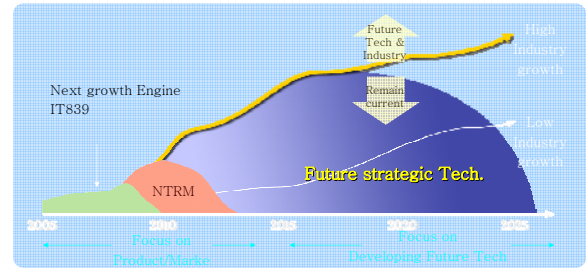 Future
Tech &
Industry
High
Industry
growth
Next growth Engine
IT839
Remain
current
Low
Industry
growth
Future strategic Tech.
NTRM
2005 2010 2015 2020 2025
Focus on
Product/Marke
Focus on
Developing Future Tech